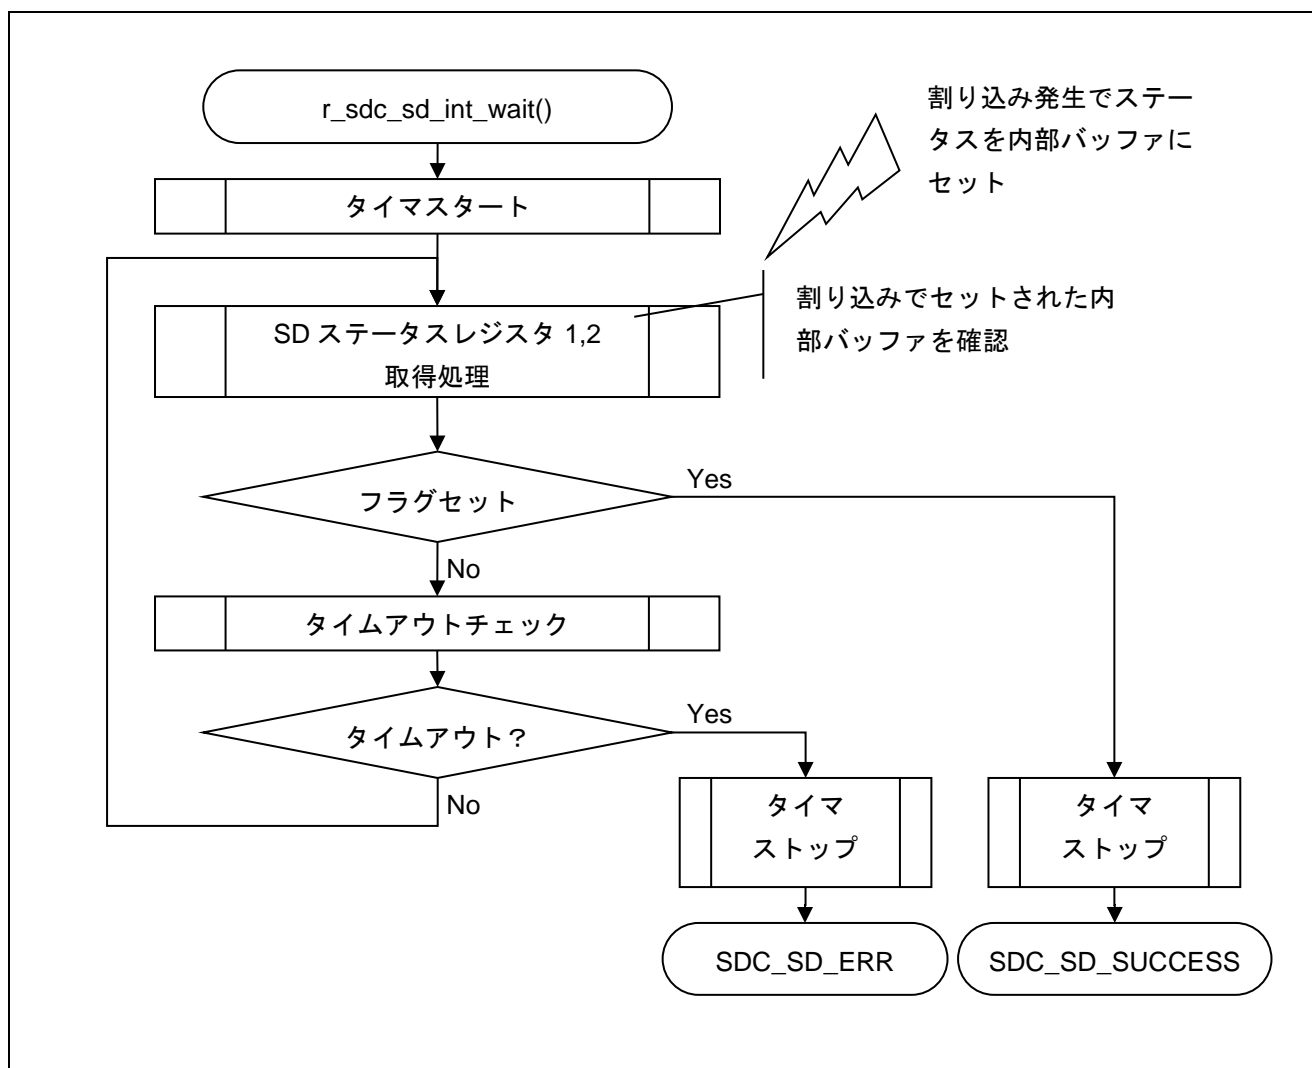 r_sdc_sd_int_wait()
割り込み発生でステー
タスを内部バッファに
セット
タイマスタート
割り込みでセットされた内
部バッファを確認
SD ステータスレジスタ 1,2
取得処理
フラグセット
Yes
No
タイムアウトチェック
タイムアウト？
Yes
No
タイマ
ストップ
タイマ
ストップ
SDC_SD_ERR
SDC_SD_SUCCESS